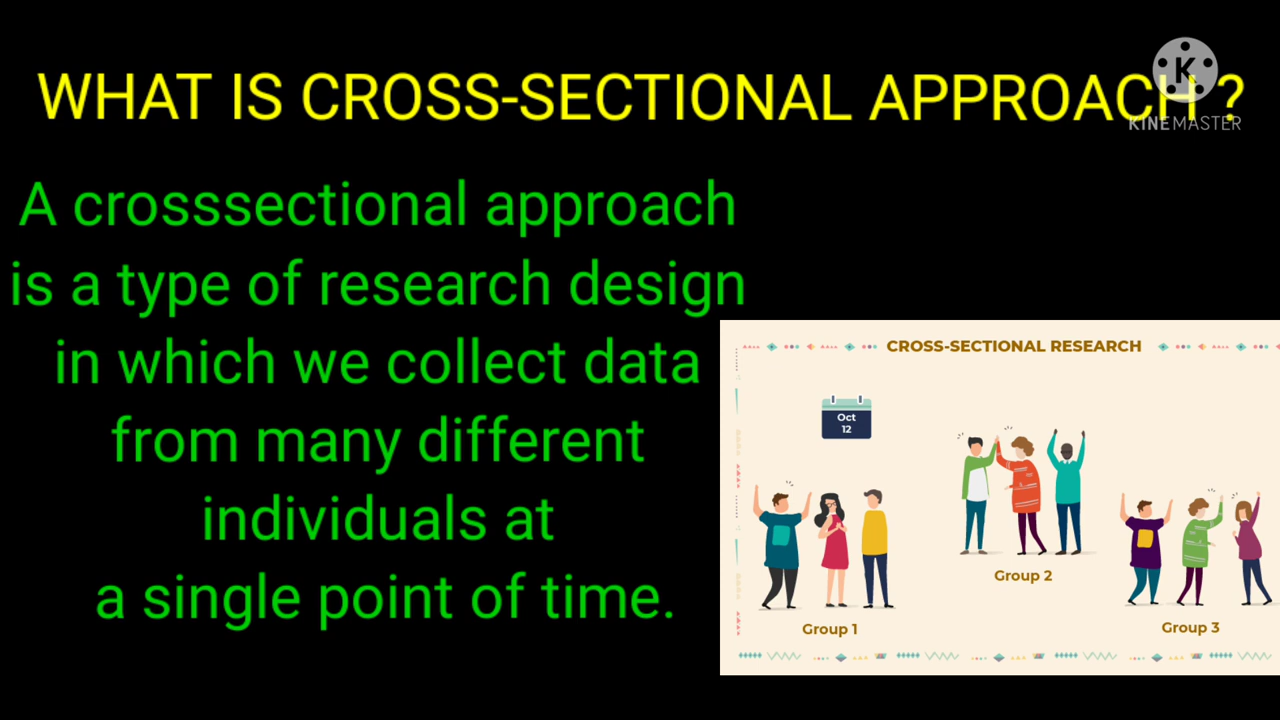 WHAT IS CROSS-SECTIONAL APPROACH ?
KINEMASTER
A crosssectional approach
is a type of research design
in which we collect data
from many different
individuals at
a single point of time.
CROSS-SECTIONAL RESEARCH
Oct
12
Group 1
Group 2
Group 3